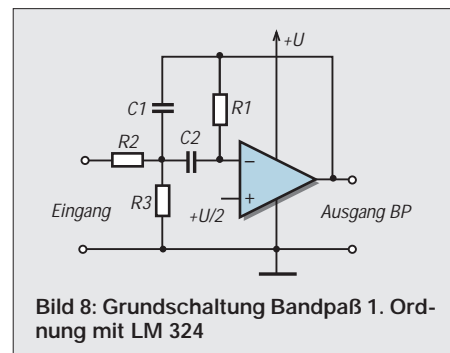 +U
C1
R1
R2
C2
−
Eingang
R3
+U/2
+
Ausgang BP
Bild 8: Grundschaltung Bandpaß 1. Ord-
nung mit LM 324